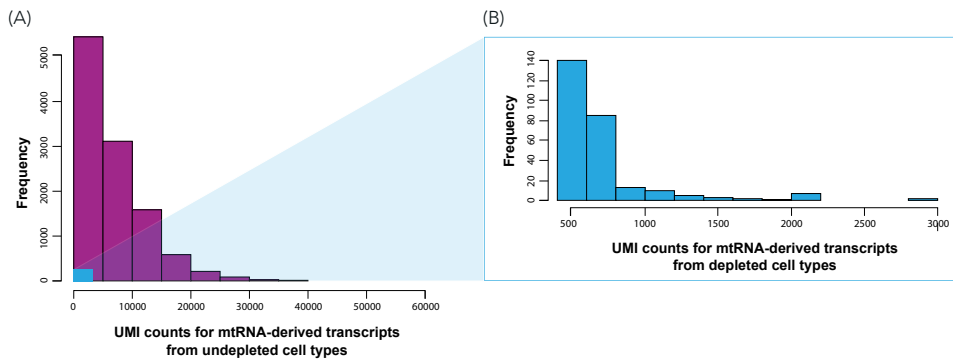 (A)
Frequency
5000
4000
3000
2000
1000
0
0 10000 20000 30000 40000 50000 60000
UMI counts for mtRNA-derived transcripts
from undepleted cell types
(B)
Frequency
140
120
100
80
60
40
20
0
500 1000 1500 2000 2500 3000
UMI counts for mtRNA-derived transcripts
from depleted cell types